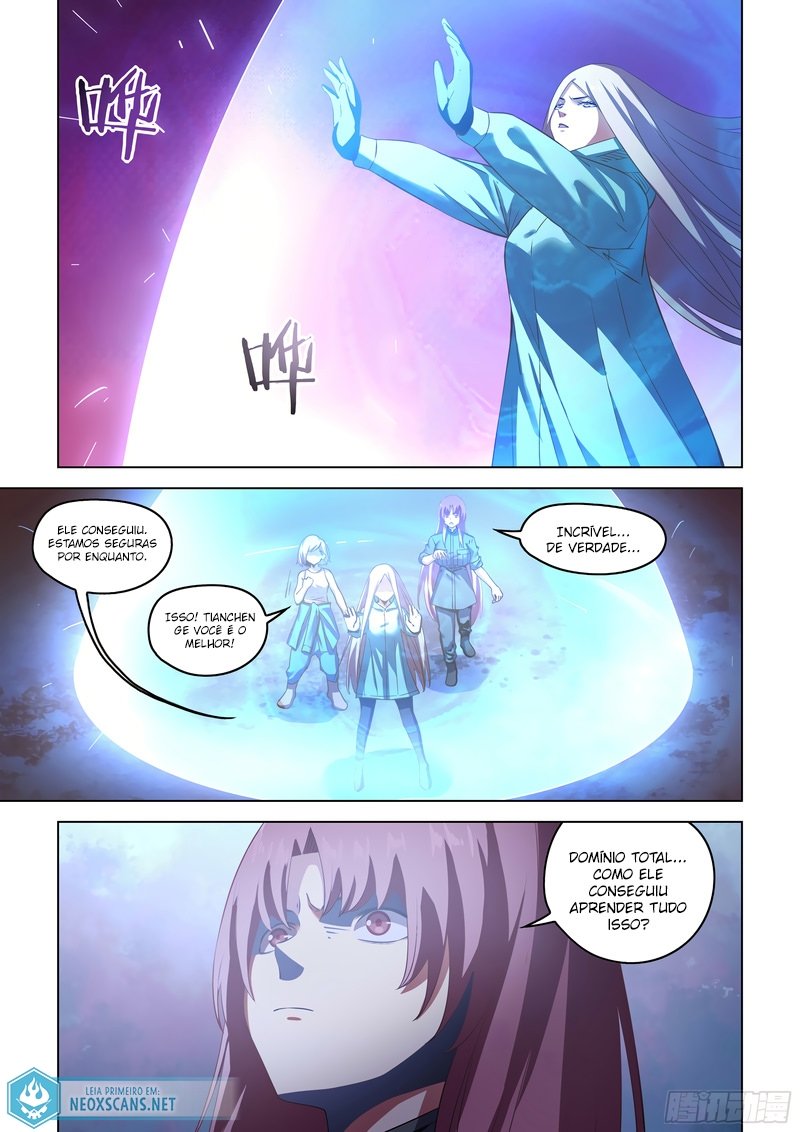 哗
哗
ELE CONSEGUIU.
ESTAMOS SEGURAS
POR ENQUANTO.
ISSO! TIANCHEN
GE VOCÊ É O
MELHOR!
INCRÍVEL...
DE VERDADE...
DOMÍNIO TOTAL...
COMO ELE
CONSEGUIU
APRENDER TUDO
ISSO?
LEIA PRIMEIRO EM:
NEOXSCANS.NET
腾讯动漫